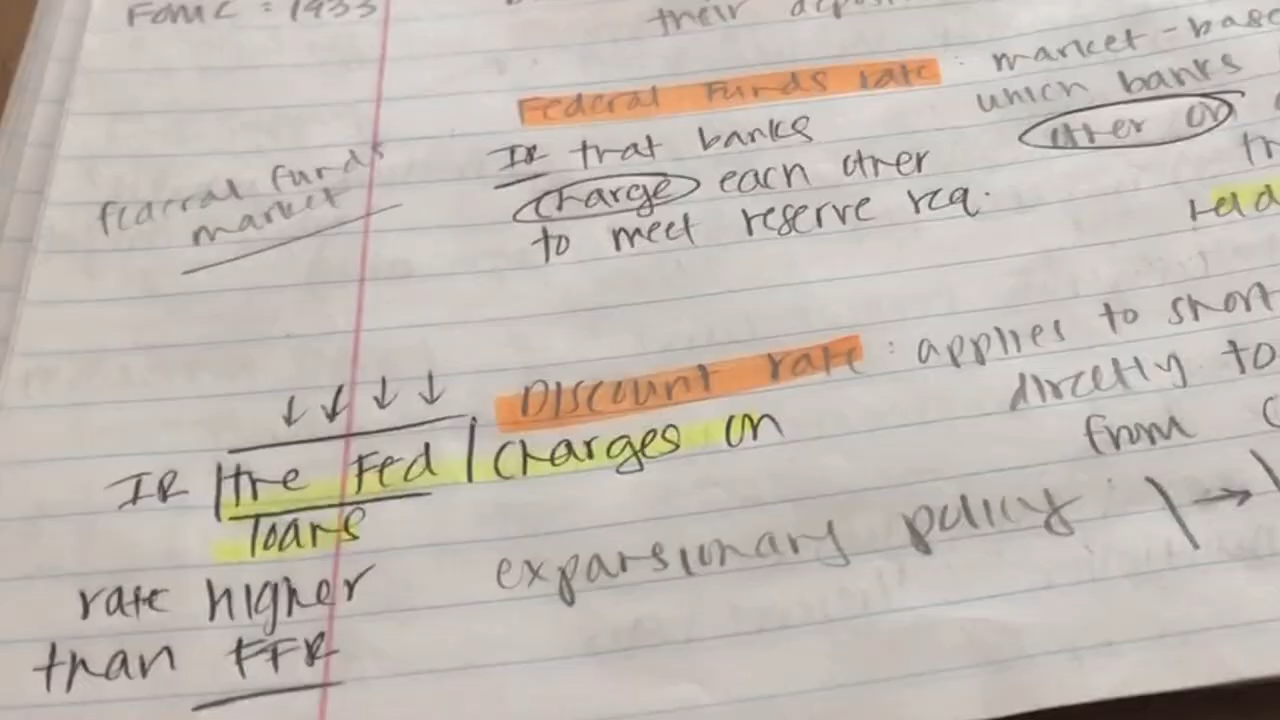 FOMC : 1933
their
Federal Funds rate : market-base
IR that banks which banks
charge each other other on
to meet reserve req.
federal funds
market
Discount rate : applies to short
directly to
from
IR the Fed charges on
loans
expansionary policy : →
rate higher
than FFR